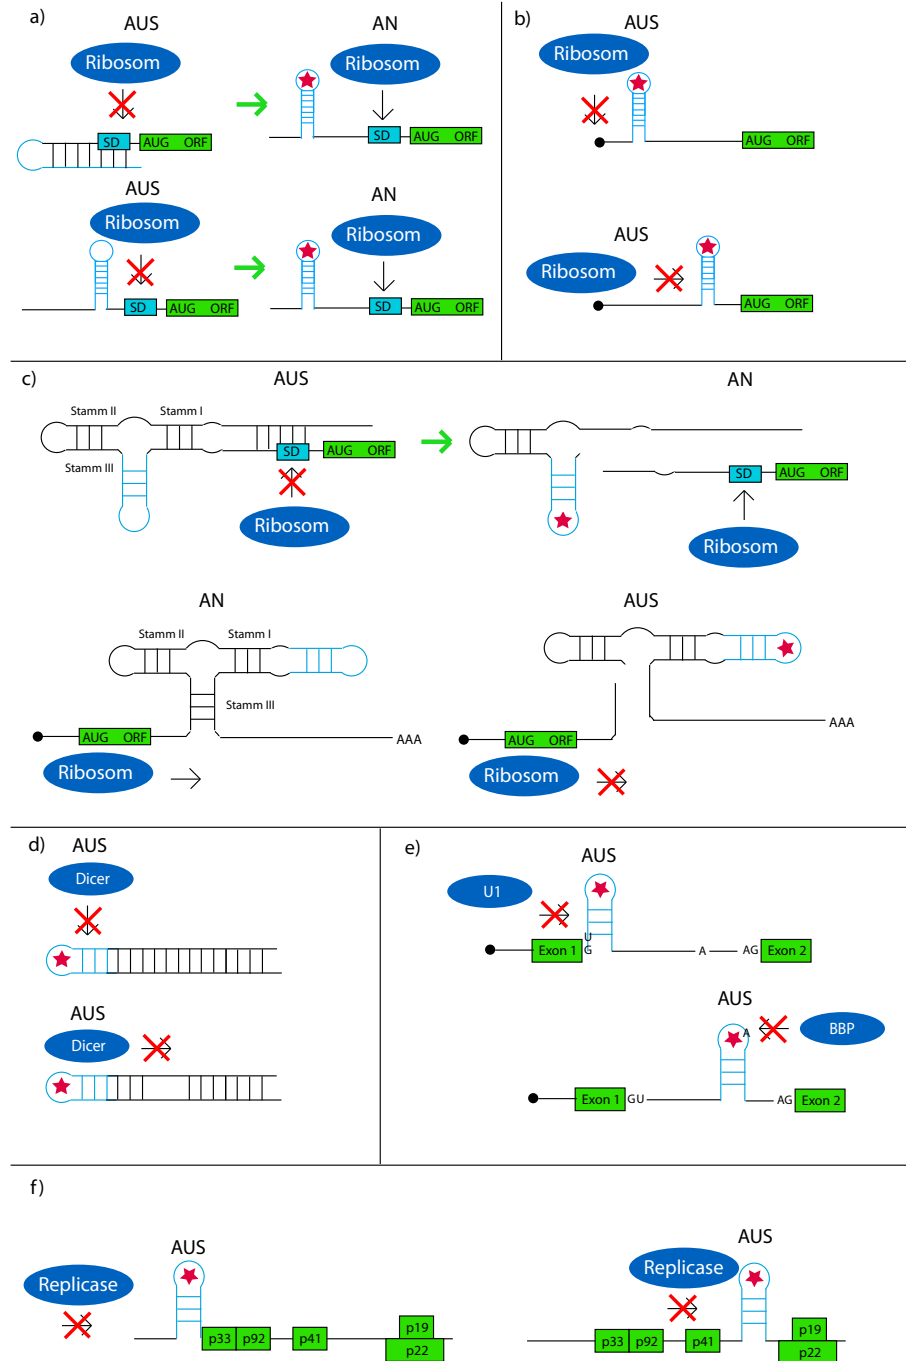 a)
AUS
AN
Ribosom
Ribosom
SD
AUG ORF
SD
AUG ORF
AUS
AN
Ribosom
Ribosom
SD
AUG ORF
SD
AUG ORF
b)
AUS
Ribosom
AUG ORF
AUS
Ribosom
AUG ORF
c)
AUS
AN
Stamm II
Stamm I
Stamm III
SD
AUG ORF
SD
AUG ORF
Ribosom
Ribosom
AN
AUS
Stamm II
Stamm I
Stamm III
AUG ORF
AAA
AUG ORF
AAA
Ribosom
Ribosom
d)
AUS
Dicer
AUS
Dicer
e)
AUS
U1
U
Exon 1
G
A
AG
Exon 2
AUS
A
BBP
Exon 1
GU
AG
Exon 2
f)
AUS
Replicase
p33
p92
p41
p19
p22
AUS
Replicase
p33
p92
p41
p19
p22